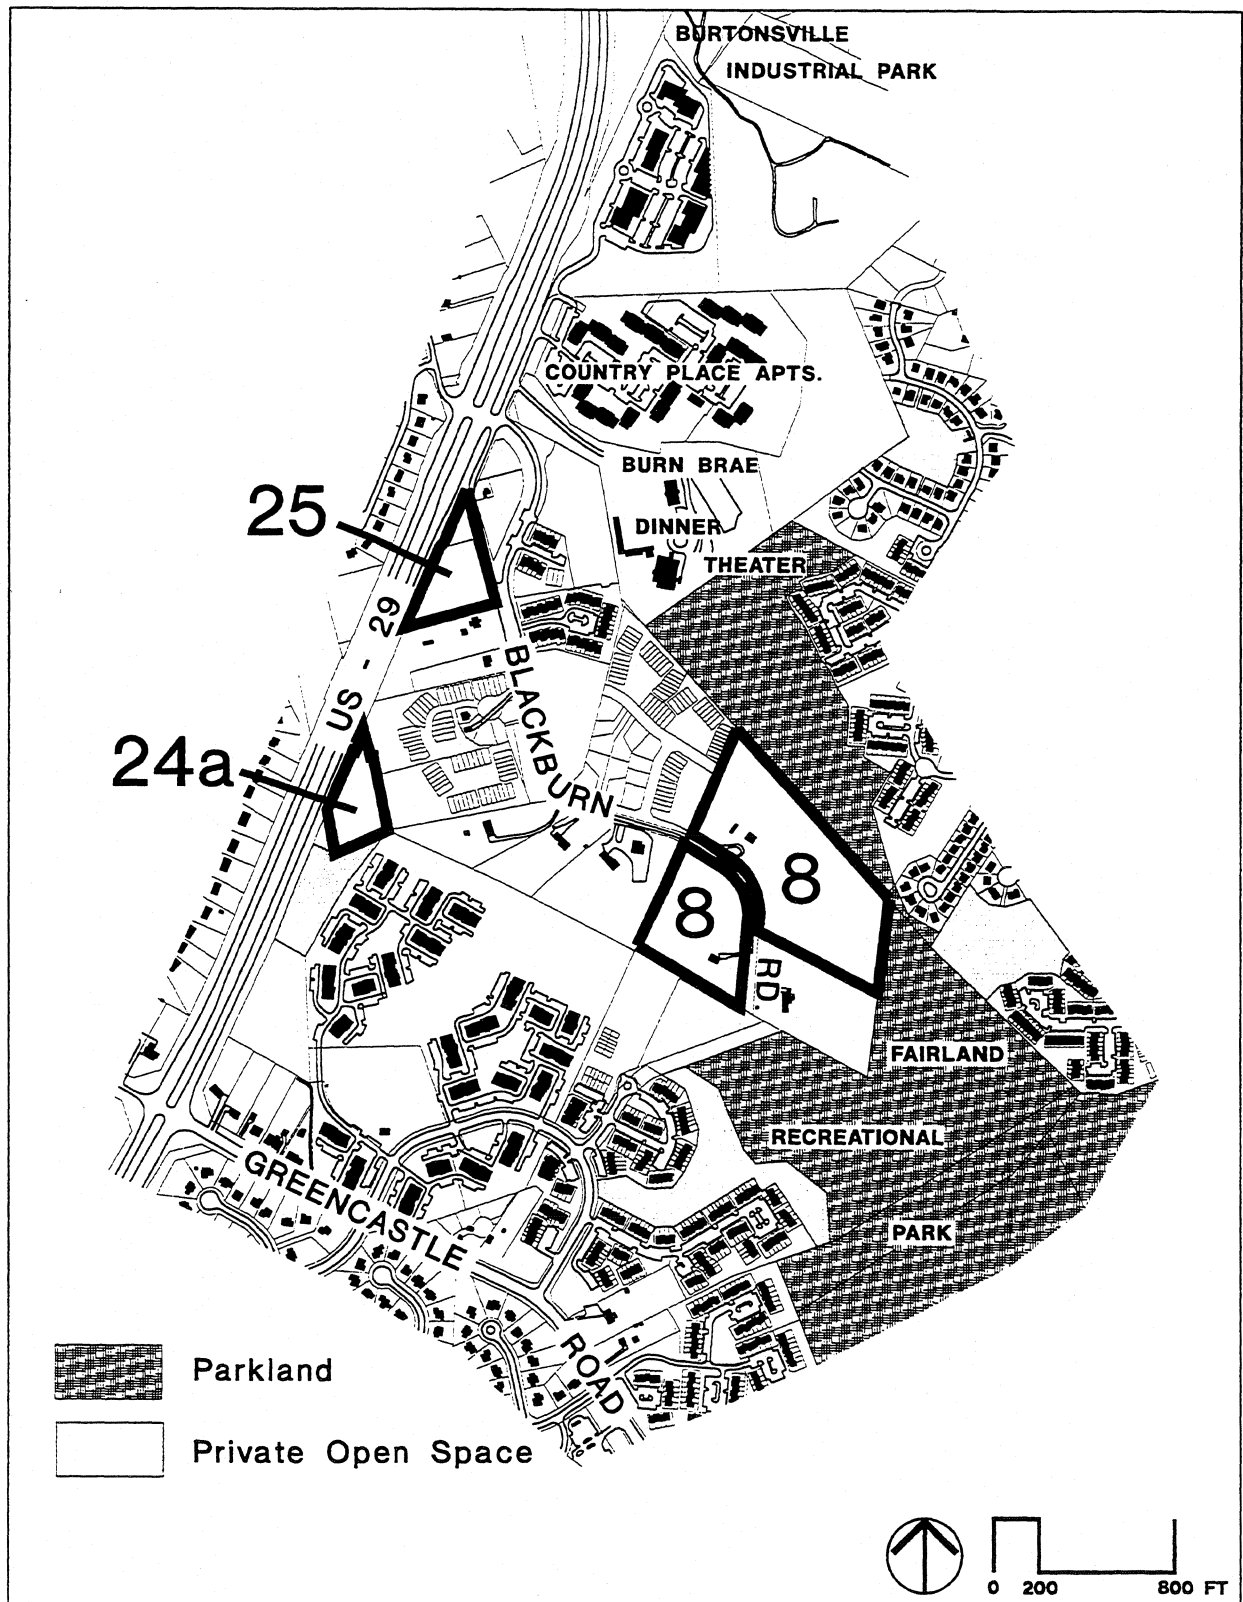 BURTONSVILLE
INDUSTRIAL PARK
COUNTRY PLACE APTS.
BURN BRAE
DINNER
THEATER
25
US - 29
BLACKBURN
24a
8
8
RD.
FAIRLAND
RECREATIONAL
PARK
GREENCASTLE
ROAD
Parkland
Private Open Space
0 200 800 FT